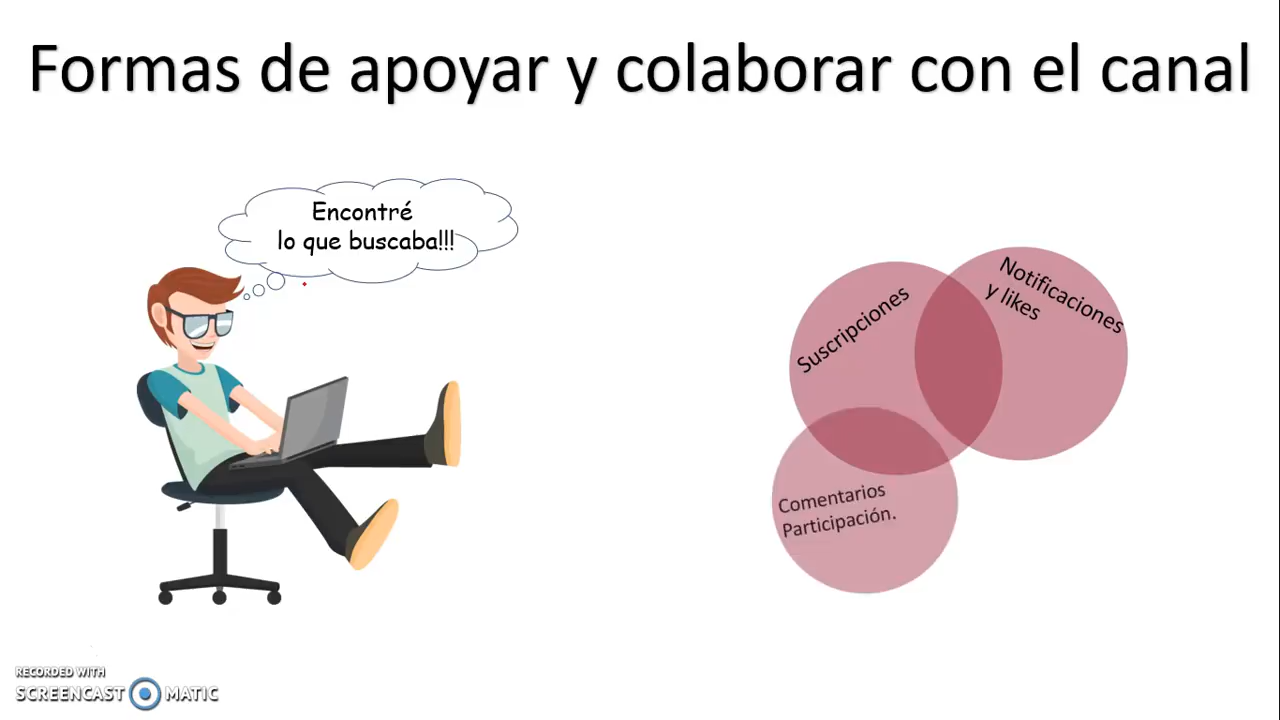 Formas de apoyar y colaborar con el canal
Encontré
lo que buscaba!!!
Suscripciones
Notificaciones
y likes
Comentarios
Participación.
RECORDED WITH
SCREENCAST MATIC